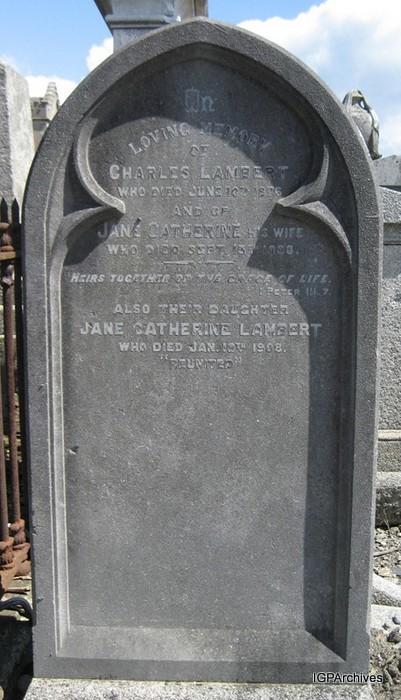 In
LOVING MEMORY
OF
CHARLES LAMBERT
WHO DIED JUNE 10TH 1876
AND OF
JANE CATHERINE HIS WIFE
WHO DIED SEPT. 13TH
HEIRS TOGETHER OF THE GRACE OF LIFE.
I PETER III. 7.
ALSO THEIR DAUGHTER
JANE CATHERINE LAMBERT
WHO DIED JAN. 10TH 1908.
"REUNITED"
IGPArchives